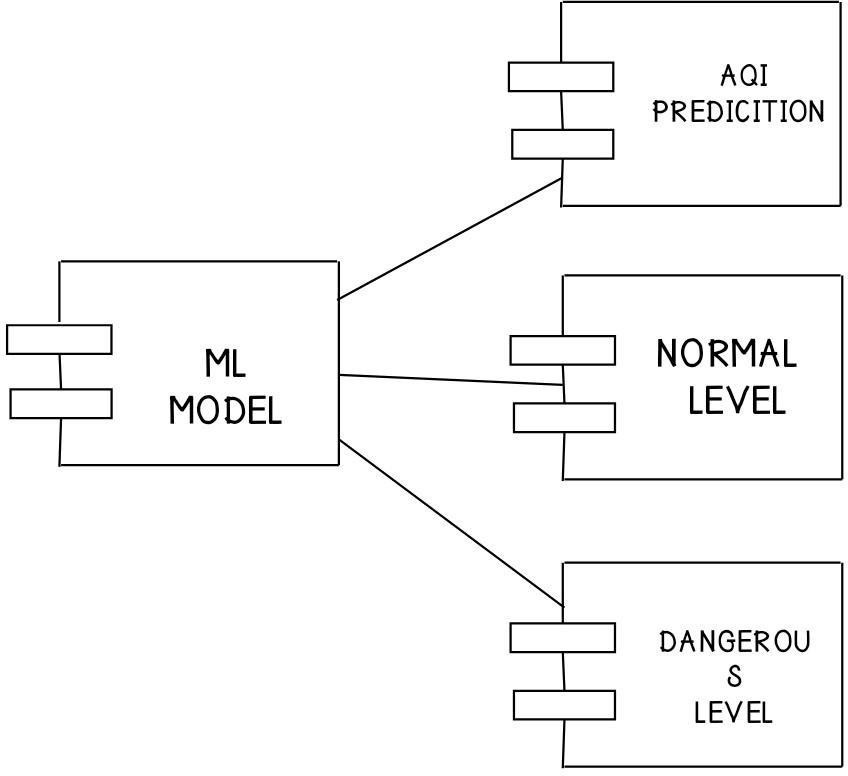 AQI
PREDICITION
ML
MODEL
NORMAL
LEVEL
DANGEROU
S
LEVEL